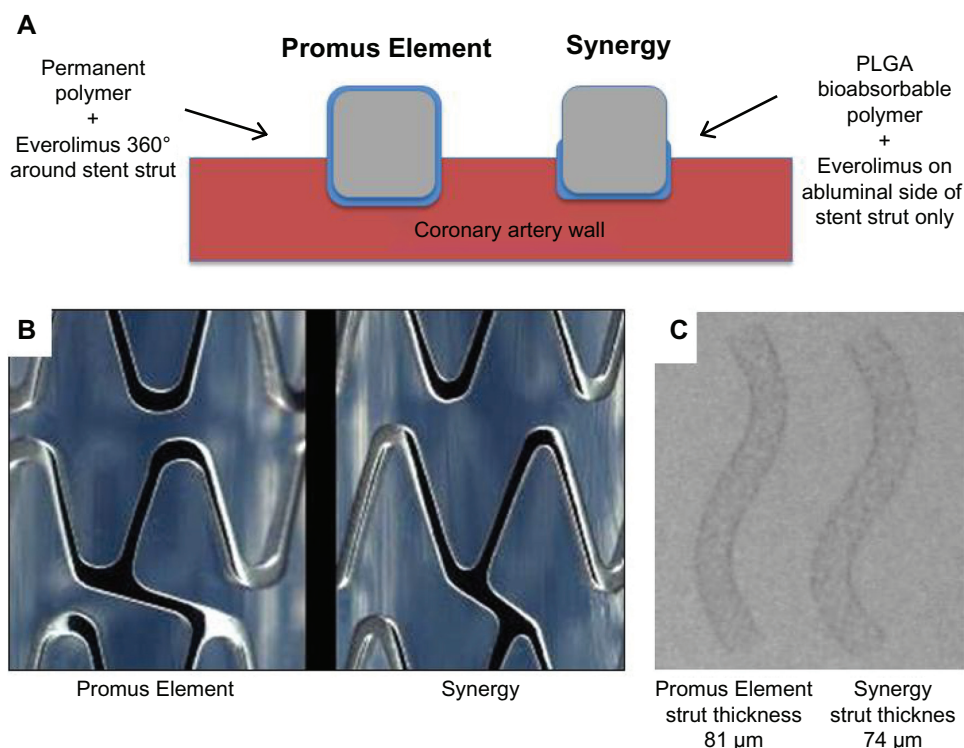 A
Promus Element
Synergy
Permanent
polymer
+
Everolimus 360°
around stent strut
PLGA
bioabsorbable
polymer
+
Everolimus on
abluminal side of
stent strut only
Coronary artery wall
B
Promus Element
Synergy
C
Promus Element
strut thickness
81 µm
Synergy
strut thicknes
74 µm